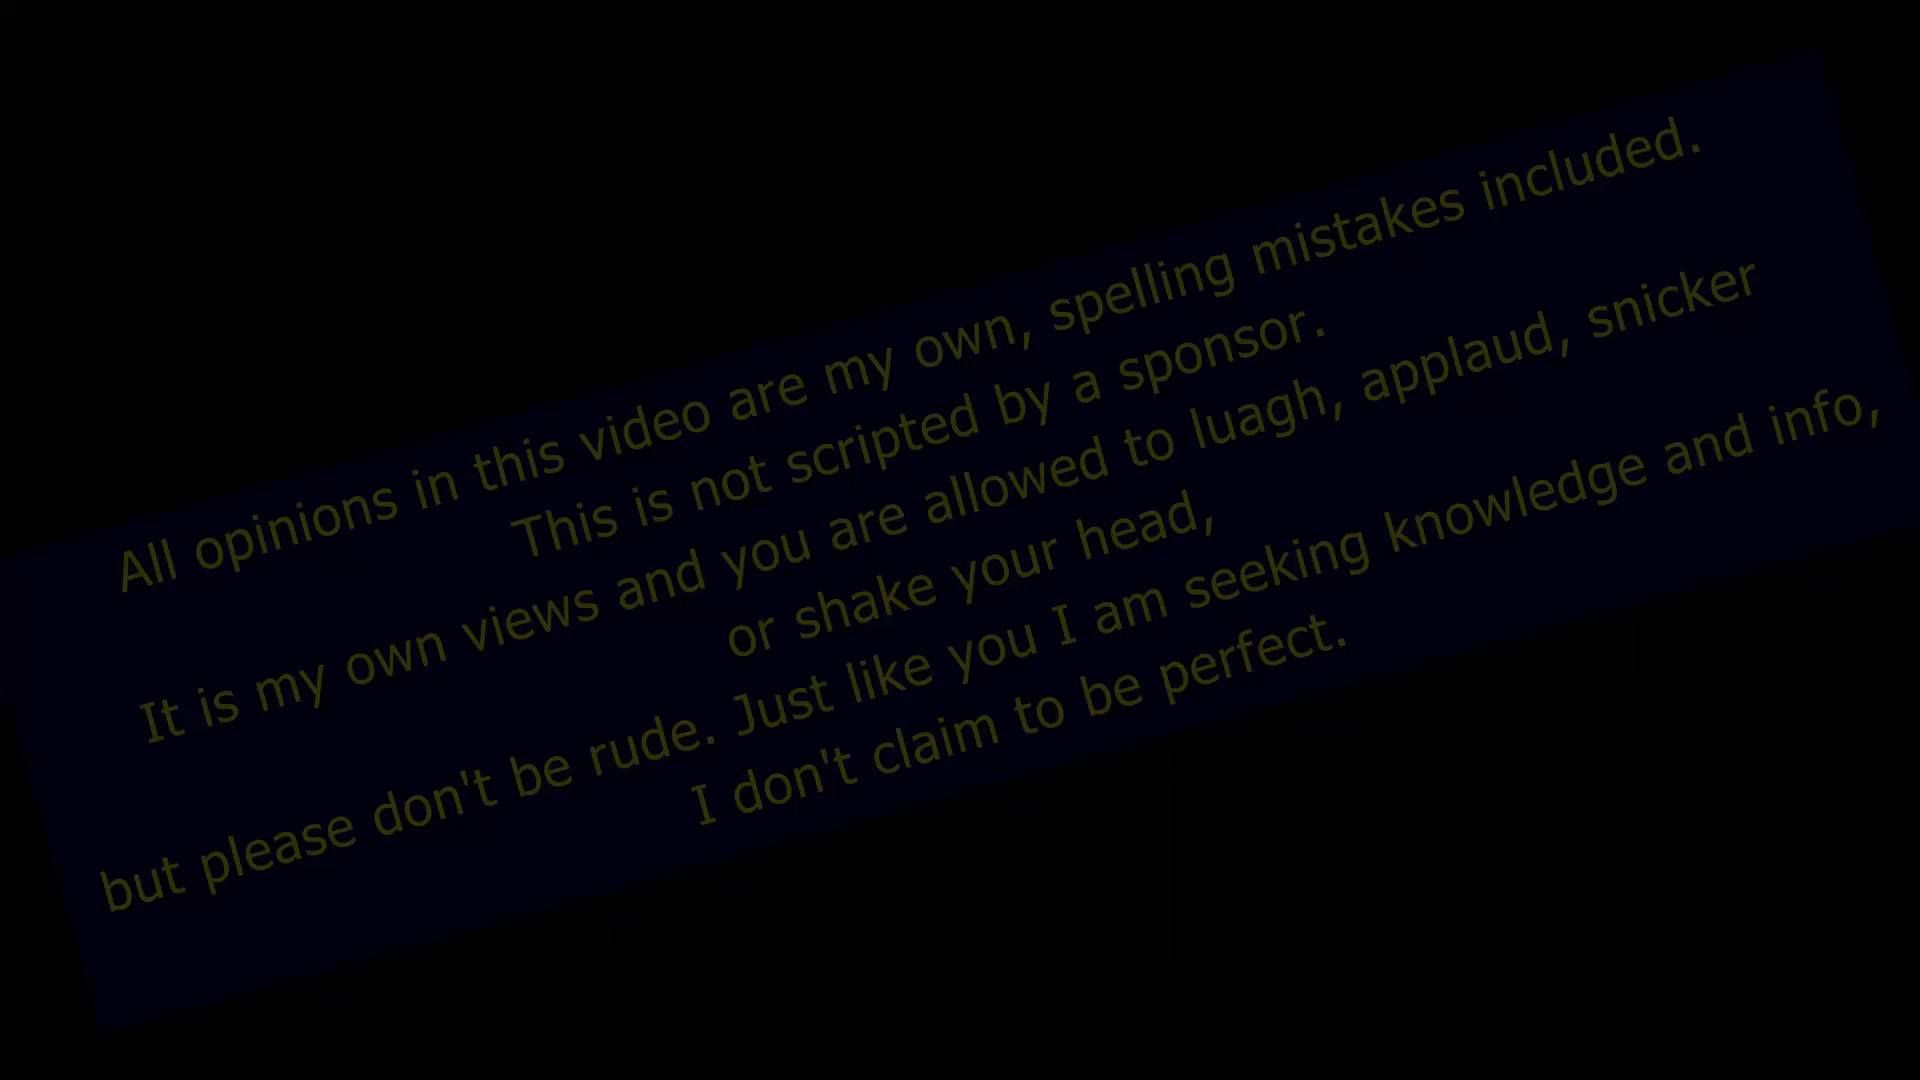 All opinions in this video are my own, spelling mistakes included.
This is not scripted by a sponsor.
It is my own views and you are allowed to luagh, applaud, snicker
or shake your head,
but please don't be rude. Just like you I am seeking knowledge and info,
I don't claim to be perfect.